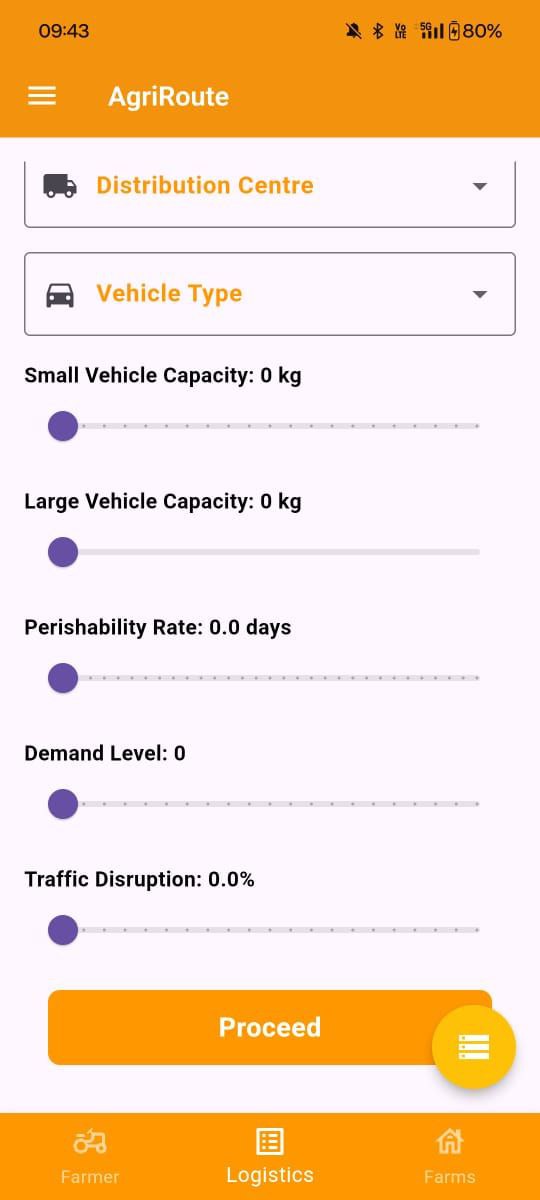 09:43
Vo LTE 5G 80%
AgriRoute
Distribution Centre
Vehicle Type
Small Vehicle Capacity: 0 kg
Large Vehicle Capacity: 0 kg
Perishability Rate: 0.0 days
Demand Level: 0
Traffic Disruption: 0.0%
Proceed
Farmer Logistics Farms